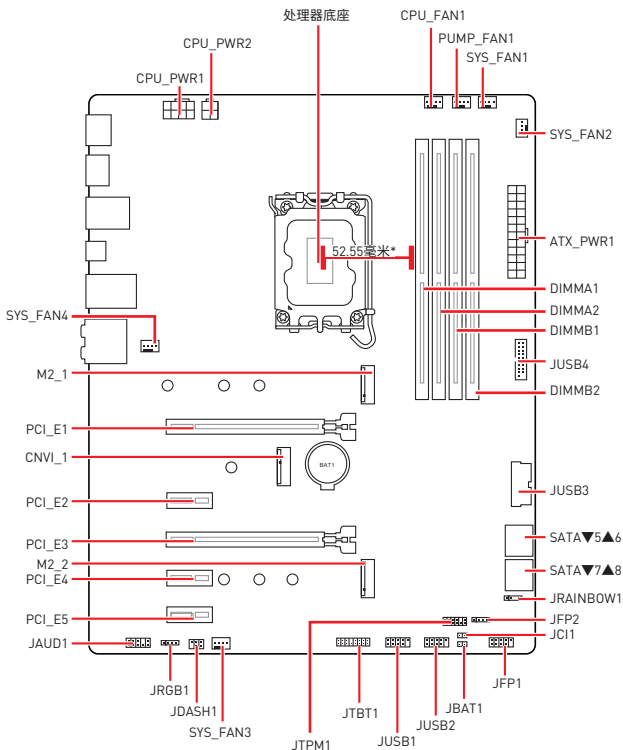 处理器底座
CPU_FAN1
PUMP_FAN1
SYS_FAN1
CPU_PWR2
CPU_PWR1
SYS_FAN2
ATX_PWR1
52.55毫米*
DIMMA1
DIMMA2
SYS_FAN4
DIMMB1
JUSB4
M2_1
DIMMB2
PCI_E1
CNVI_1
BAT1
PCI_E2
JUSB3
PCI_E3
SATA▼5▲6
M2_2
SATA▼7▲8
PCI_E4
JRAINBOW1
PCI_E5
JFP2
JCI1
JAUD1
JRGB1
JDASH1
SYS_FAN3
JTPM1
JTBT1
JUSB1
JUSB2
JBAT1
JFP1